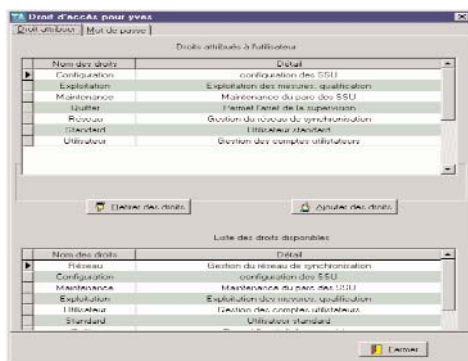 Droit d'accès pour yves
Droit attribuer Mot de passe
Droits attribués à l'utilisateur
Nom des droits Détail
Configuration configuration des SSU
Exploitation Exploitation des mesures, qualification
Maintenance Maintenance du parc des SSU
Quitter Permet l'arret de la supervision
Réseau Gestion du réseau de synchronisation
Standard Utilisateur standard
Utilisateur Gestion des comptes utilistateurs
Retirer des droits Ajouter des droits
Liste des droits disponibles
Nom des droits Détail
Réseau Gestion du réseau de synchronisation
Configuration configuration des SSU
Maintenance Maintenance du parc des SSU
Exploitation Exploitation des mesures, qualification
Utilisateur Gestion des comptes utilistateurs
Standard Utilisateur standard
Fermer